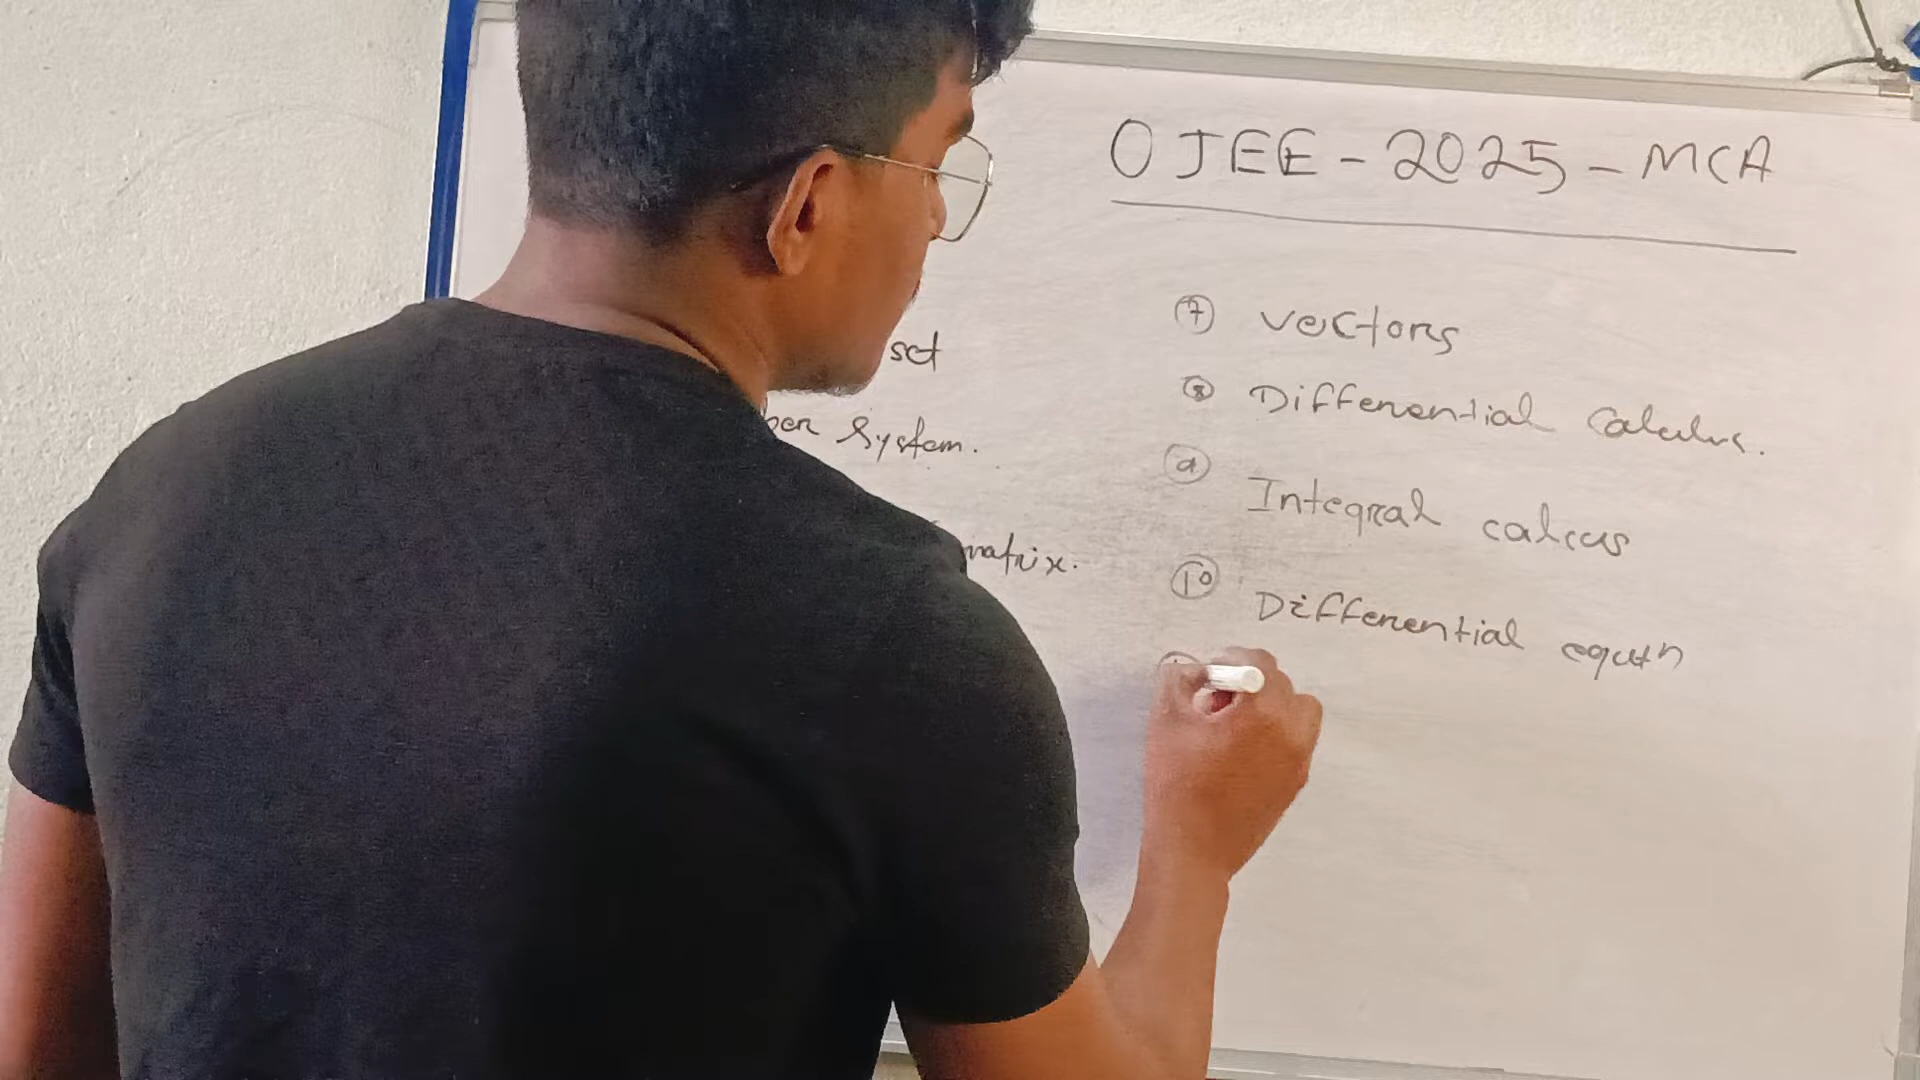 OJEE-2025-MCA
set
ber System.
matrix.
7 vectors
8 Differential Calculus.
9 Integral calcus
10 Differential equtn